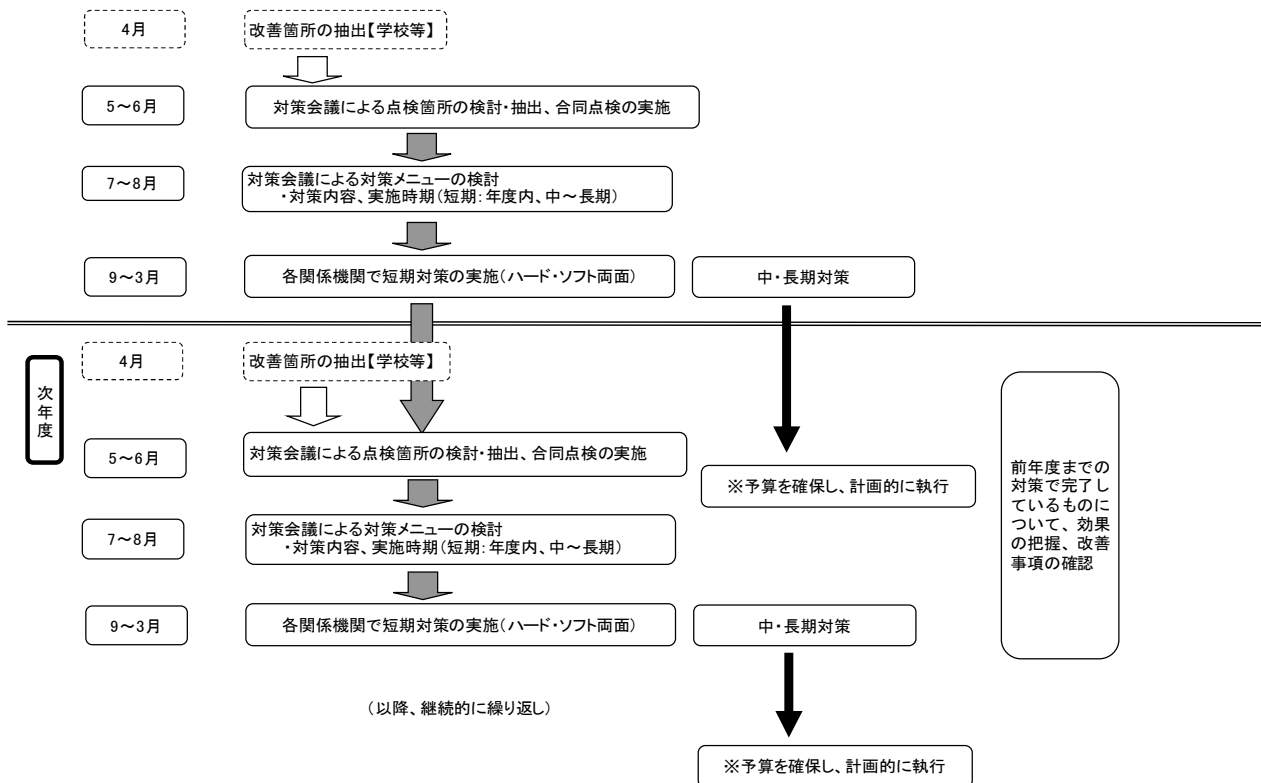 4月
改善箇所の抽出【学校等】
5～6月
対策会議による点検箇所の検討・抽出、合同点検の実施
7～8月
対策会議による対策メニューの検討
・対策内容、実施時期(短期:年度内、中～長期)
9～3月
各関係機関で短期対策の実施(ハード・ソフト両面)
中・長期対策
次年度
4月
改善箇所の抽出【学校等】
5～6月
対策会議による点検箇所の検討・抽出、合同点検の実施
※予算を確保し、計画的に執行
前年度までの
対策で完了し
ているものに
ついて、効果
の把握、改善
事項の確認
7～8月
対策会議による対策メニューの検討
・対策内容、実施時期(短期:年度内、中～長期)
9～3月
各関係機関で短期対策の実施(ハード・ソフト両面)
中・長期対策
(以降、継続的に繰り返し)
※予算を確保し、計画的に執行